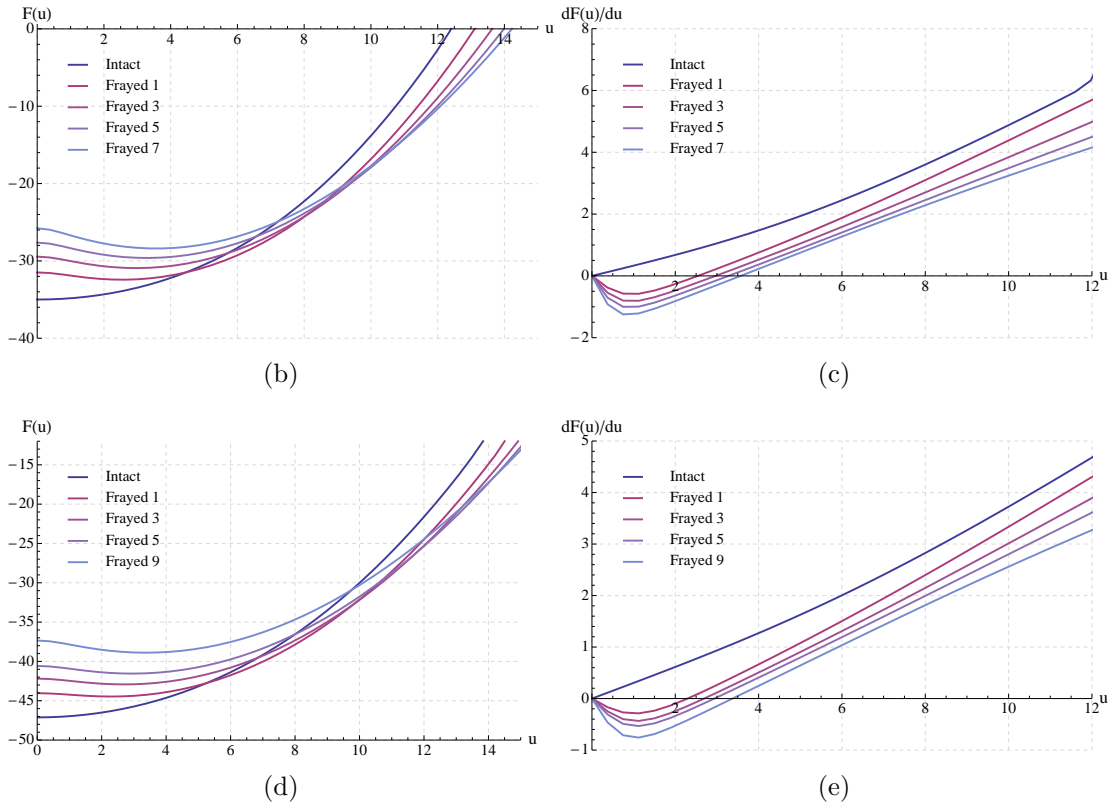 F(u)
0
2 4 6 8 10 12 14 u
Intact
Frayed 1
−10
Frayed 3
Frayed 5
Frayed 7
−20
−30
−40
(b)
dF(u)/du
8
Intact
6
Frayed 1
Frayed 3
Frayed 5
4
Frayed 7
2
0
2 4 6 8 10 12 u
−2
(c)
F(u)
−15
Intact
Frayed 1
−20
Frayed 3
−25
Frayed 5
Frayed 9
−30
−35
−40
−45
−50
0 2 4 6 8 10 12 14 u
(d)
dF(u)/du
5
Intact
4
Frayed 1
Frayed 3
3
Frayed 5
Frayed 9
2
1
0
2 4 6 8 10 12 u
−1
(e)